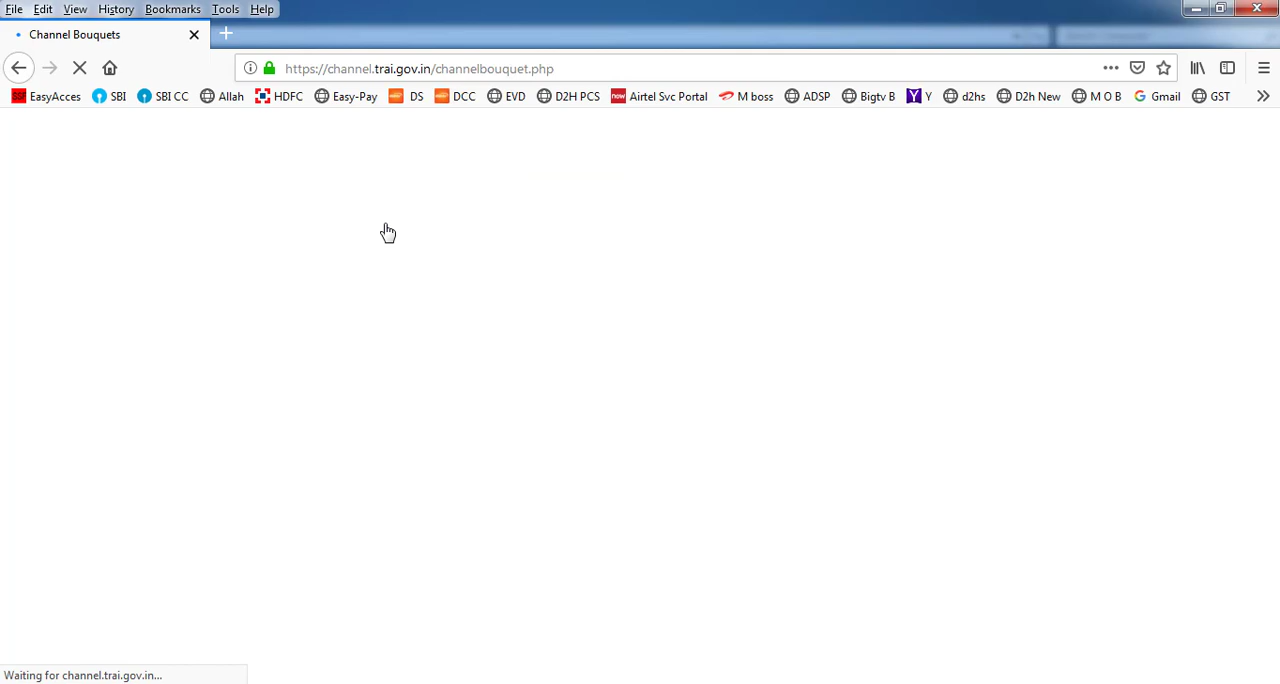 File Edit View History Bookmarks Tools Help
Channel Bouquets
https://channel.trai.gov.in/channelbouquet.php
SSF EasyAcces SBI SBI CC Allah HDFC Easy-Pay DS DCC EVD D2H PCS now Airtel Svc Portal M boss ADSP Bigtv B Y Y d2hs D2h New M O B G Gmail GST
Waiting for channel.trai.gov.in...